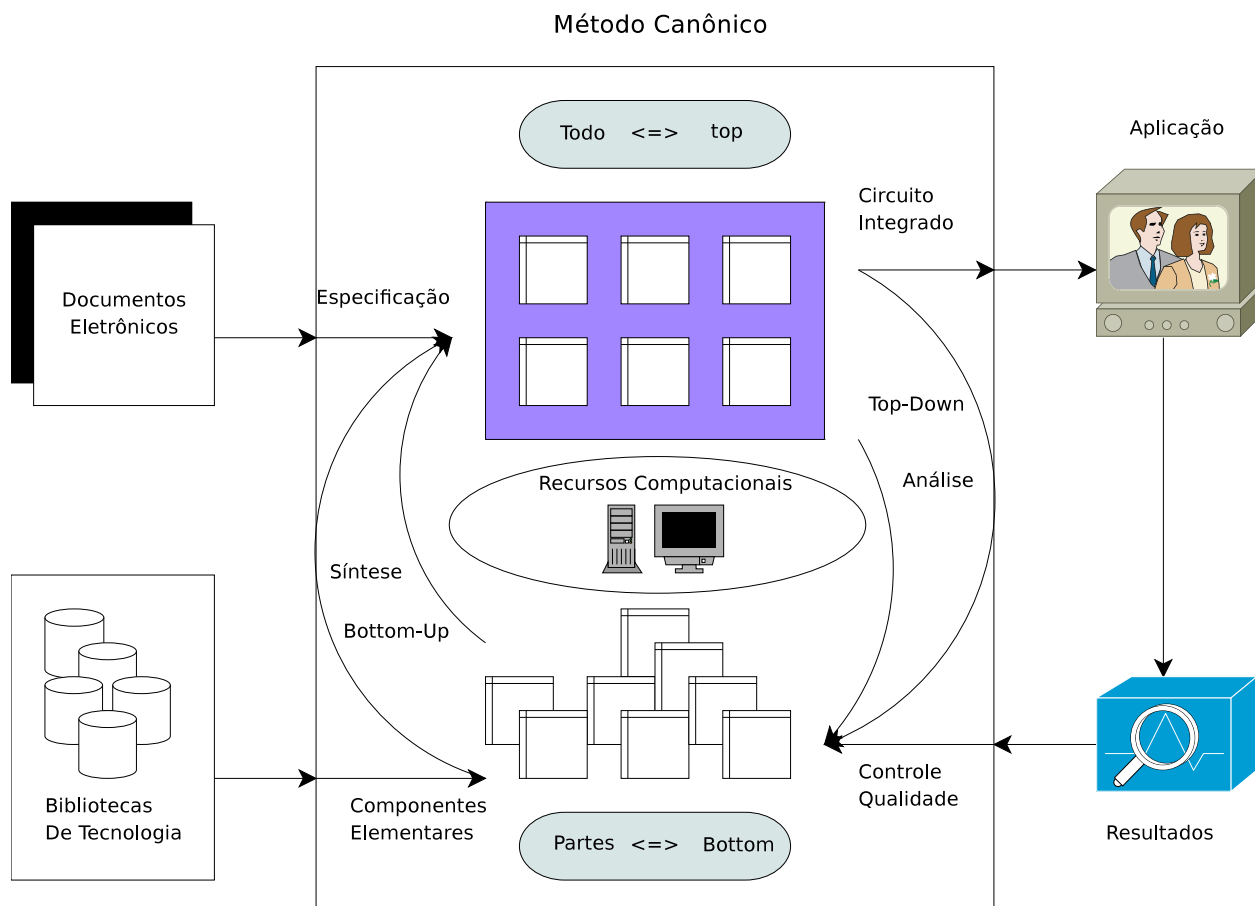 Método Canônico
Todo <=> top
Aplicação
Circuito
Integrado
Documentos
Eletrônicos
Especificação
Top-Down
Análise
Recursos Computacionais
Síntese
Bottom-Up
Bibliotecas
De Tecnologia
Componentes
Elementares
Controle
Qualidade
Resultados
Partes <=> Bottom